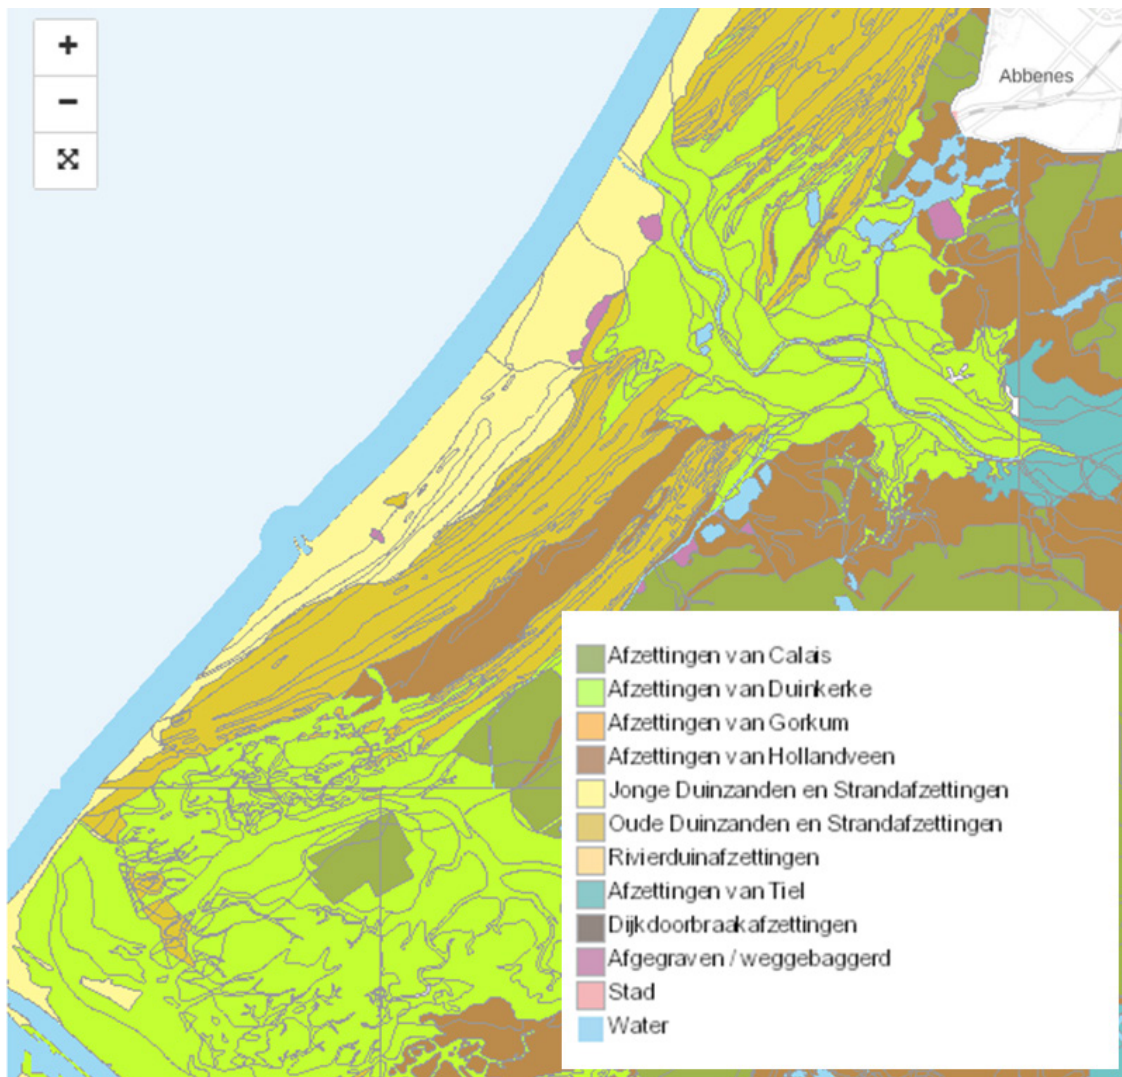 +
−
Abbenes
Afzettingen van Calais
Afzettingen van Duinkerke
Afzettingen van Gorkum
Afzettingen van Hollandveen
Jonge Duinzanden en Strandafzettingen
Oude Duinzanden en Strandafzettingen
Rivierduinafzettingen
Afzettingen van Tiel
Dijkdoorbraakafzettingen
Afgegraven / weggebaggerd
Stad
Water